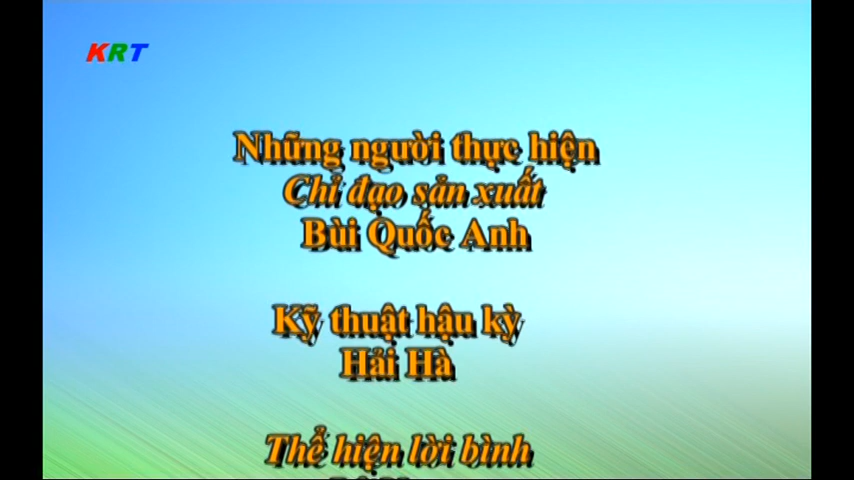 KRT
Những người thực hiện
Chỉ đạo sản xuất
Bùi Quốc Anh
Kỹ thuật hậu kỳ
Hải Hà
Thể hiện lời bình